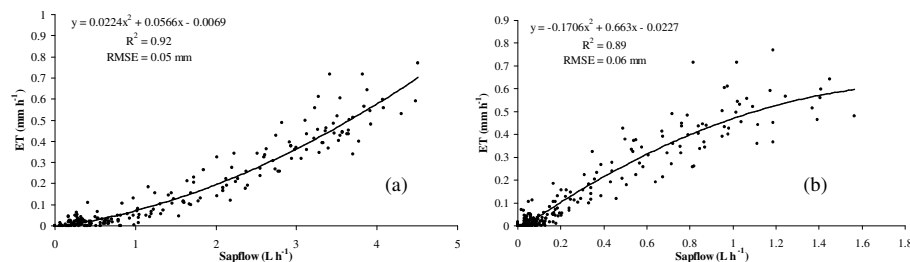 y = 0.0224x² + 0.0566x - 0.0069
R² = 0.92
RMSE = 0.05 mm
ET (mm h⁻¹)
1
0.9
0.8
0.7
0.6
0.5
0.4
0.3
0.2
0.1
0
(a)
0 1 2 3 4 5
Sapflow (L h⁻¹)
y = -0.1706x² + 0.663x - 0.0227
R² = 0.89
RMSE = 0.06 mm
ET (mm h⁻¹)
0.9
0.8
0.7
0.6
0.5
0.4
0.3
0.2
0.1
0
(b)
0 0.2 0.4 0.6 0.8 1 1.2 1.4 1.6 1.8
Sapflow (L h⁻¹)